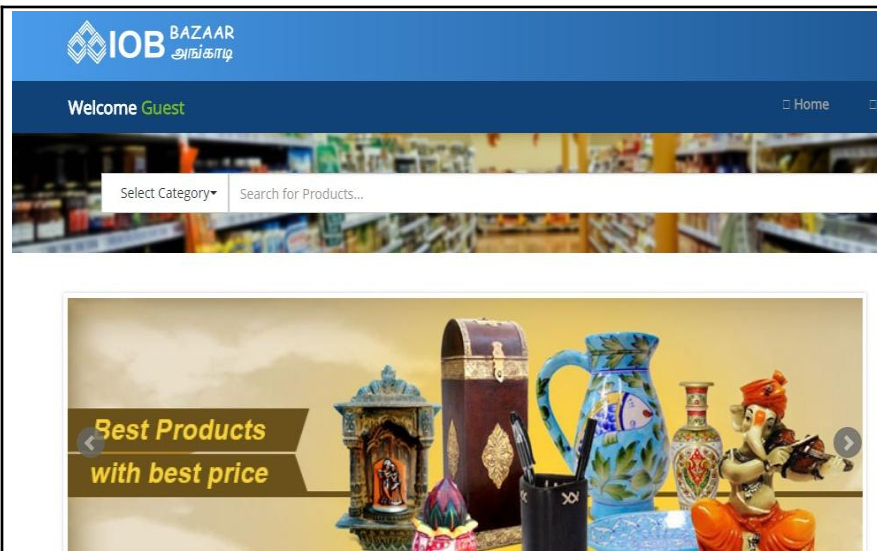 IOB BAZAAR
அங்காடி
Welcome Guest
Home
Select Category
Search for Products...
Best Products
with best price